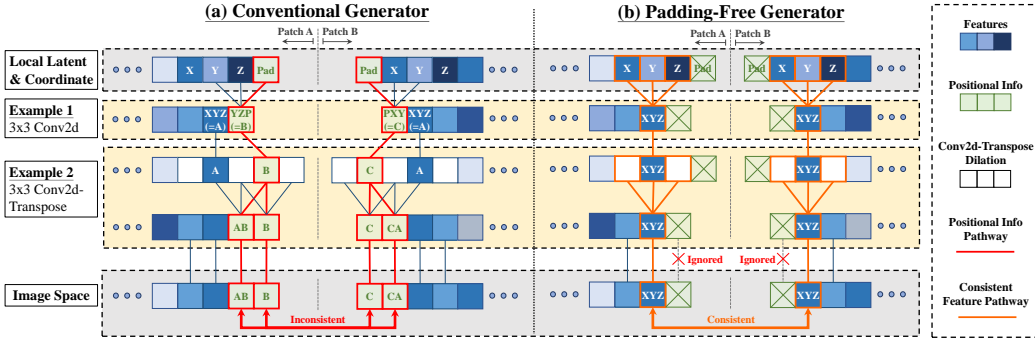 (a) Conventional Generator
(b) Padding-Free Generator
Patch A
Patch B
Patch A
Patch B
Local Latent
& Coordinate
X Y Z Pad
Pad X Y Z
X Y Z Pad
Pad X Y Z
Example 1
3x3 Conv2d
XYZ
(=A)
YZP
(=B)
PXY
(=C)
XYZ
(=A)
XYZ
XYZ
Example 2
3x3 Conv2d-
Transpose
A B
C A
XYZ
XYZ
AB B
C CA
XYZ
XYZ
Ignored
Ignored
Image Space
AB B
C CA
XYZ
XYZ
Inconsistent
Consistent
Features
Positional Info
Conv2d-Transpose
Dilation
Positional Info
Pathway
Consistent
Feature Pathway